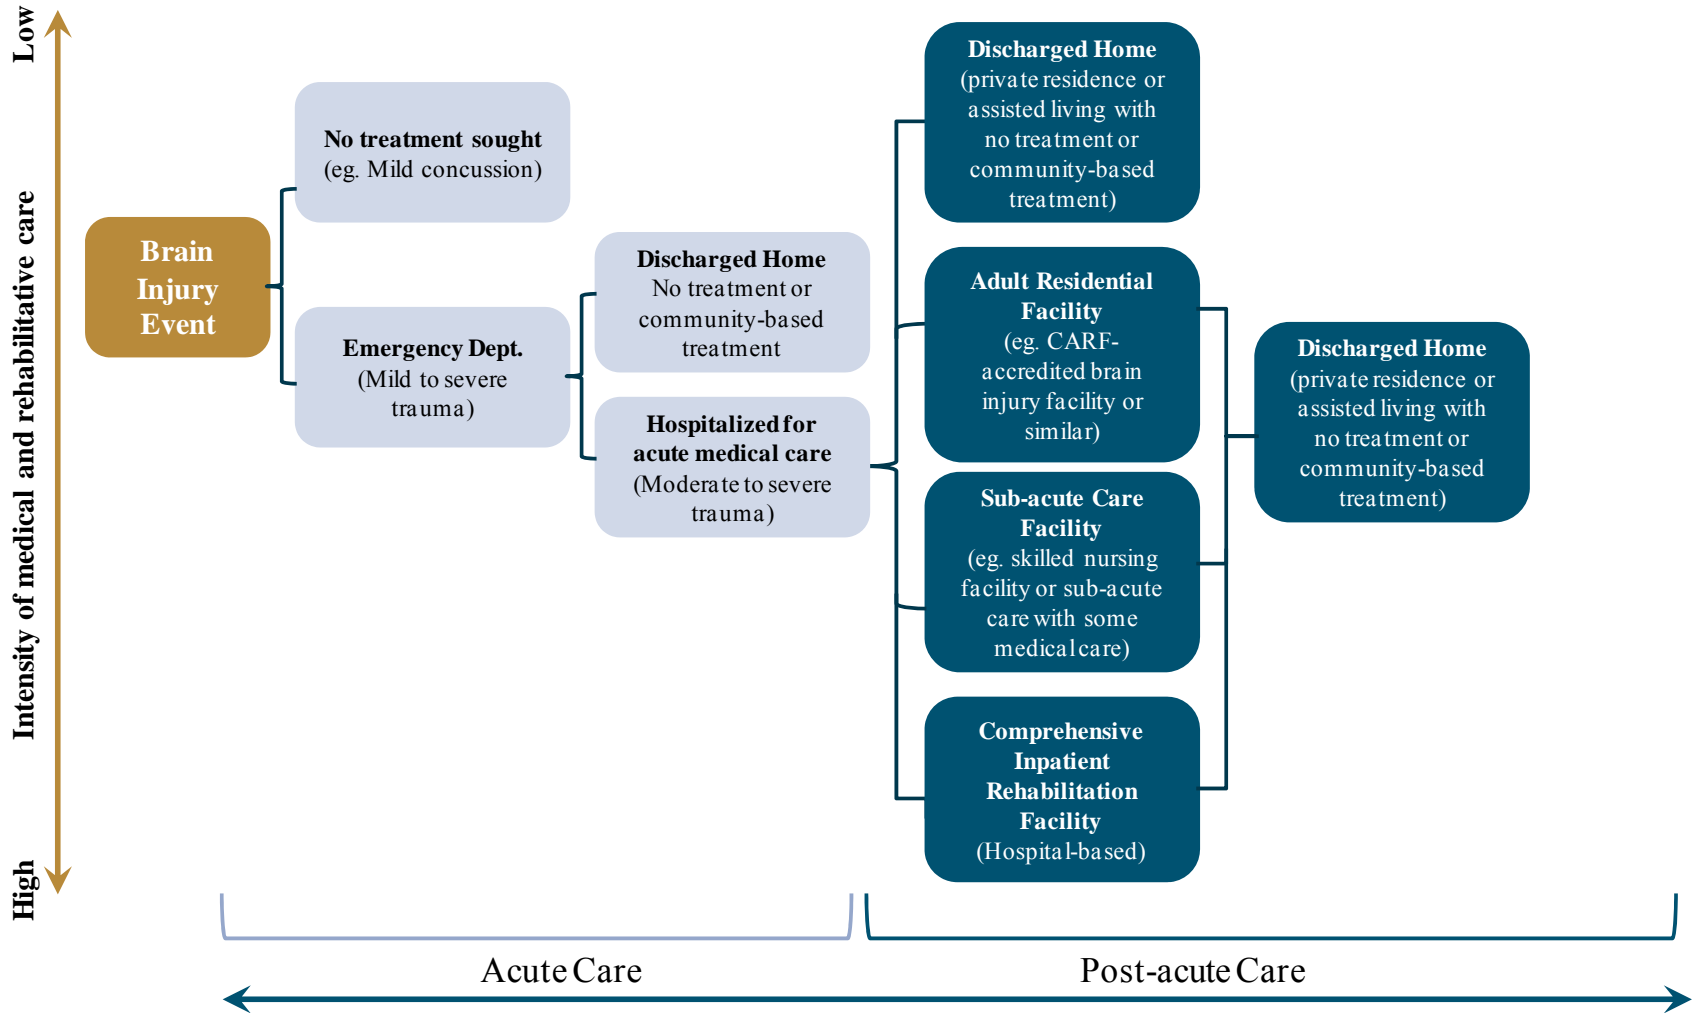 Low
Intensity of medical and rehabilitative care
High
Brain
Injury
Event
No treatment sought
(eg. Mild concussion)
Emergency Dept.
(Mild to severe
trauma)
Discharged Home
No treatment or
community-based
treatment
Hospitalized for
acute medical care
(Moderate to severe
trauma)
Discharged Home
(private residence or
assisted living with
no treatment or
community-based
treatment)
Adult Residential
Facility
(eg. CARF-
accredited brain
injury facility or
similar)
Sub-acute Care
Facility
(eg. skilled nursing
facility or sub-acute
care with some
medical care)
Comprehensive
Inpatient
Rehabilitation
Facility
(Hospital-based)
Discharged Home
(private residence or
assisted living with
no treatment or
community-based
treatment)
Acute Care
Post-acute Care